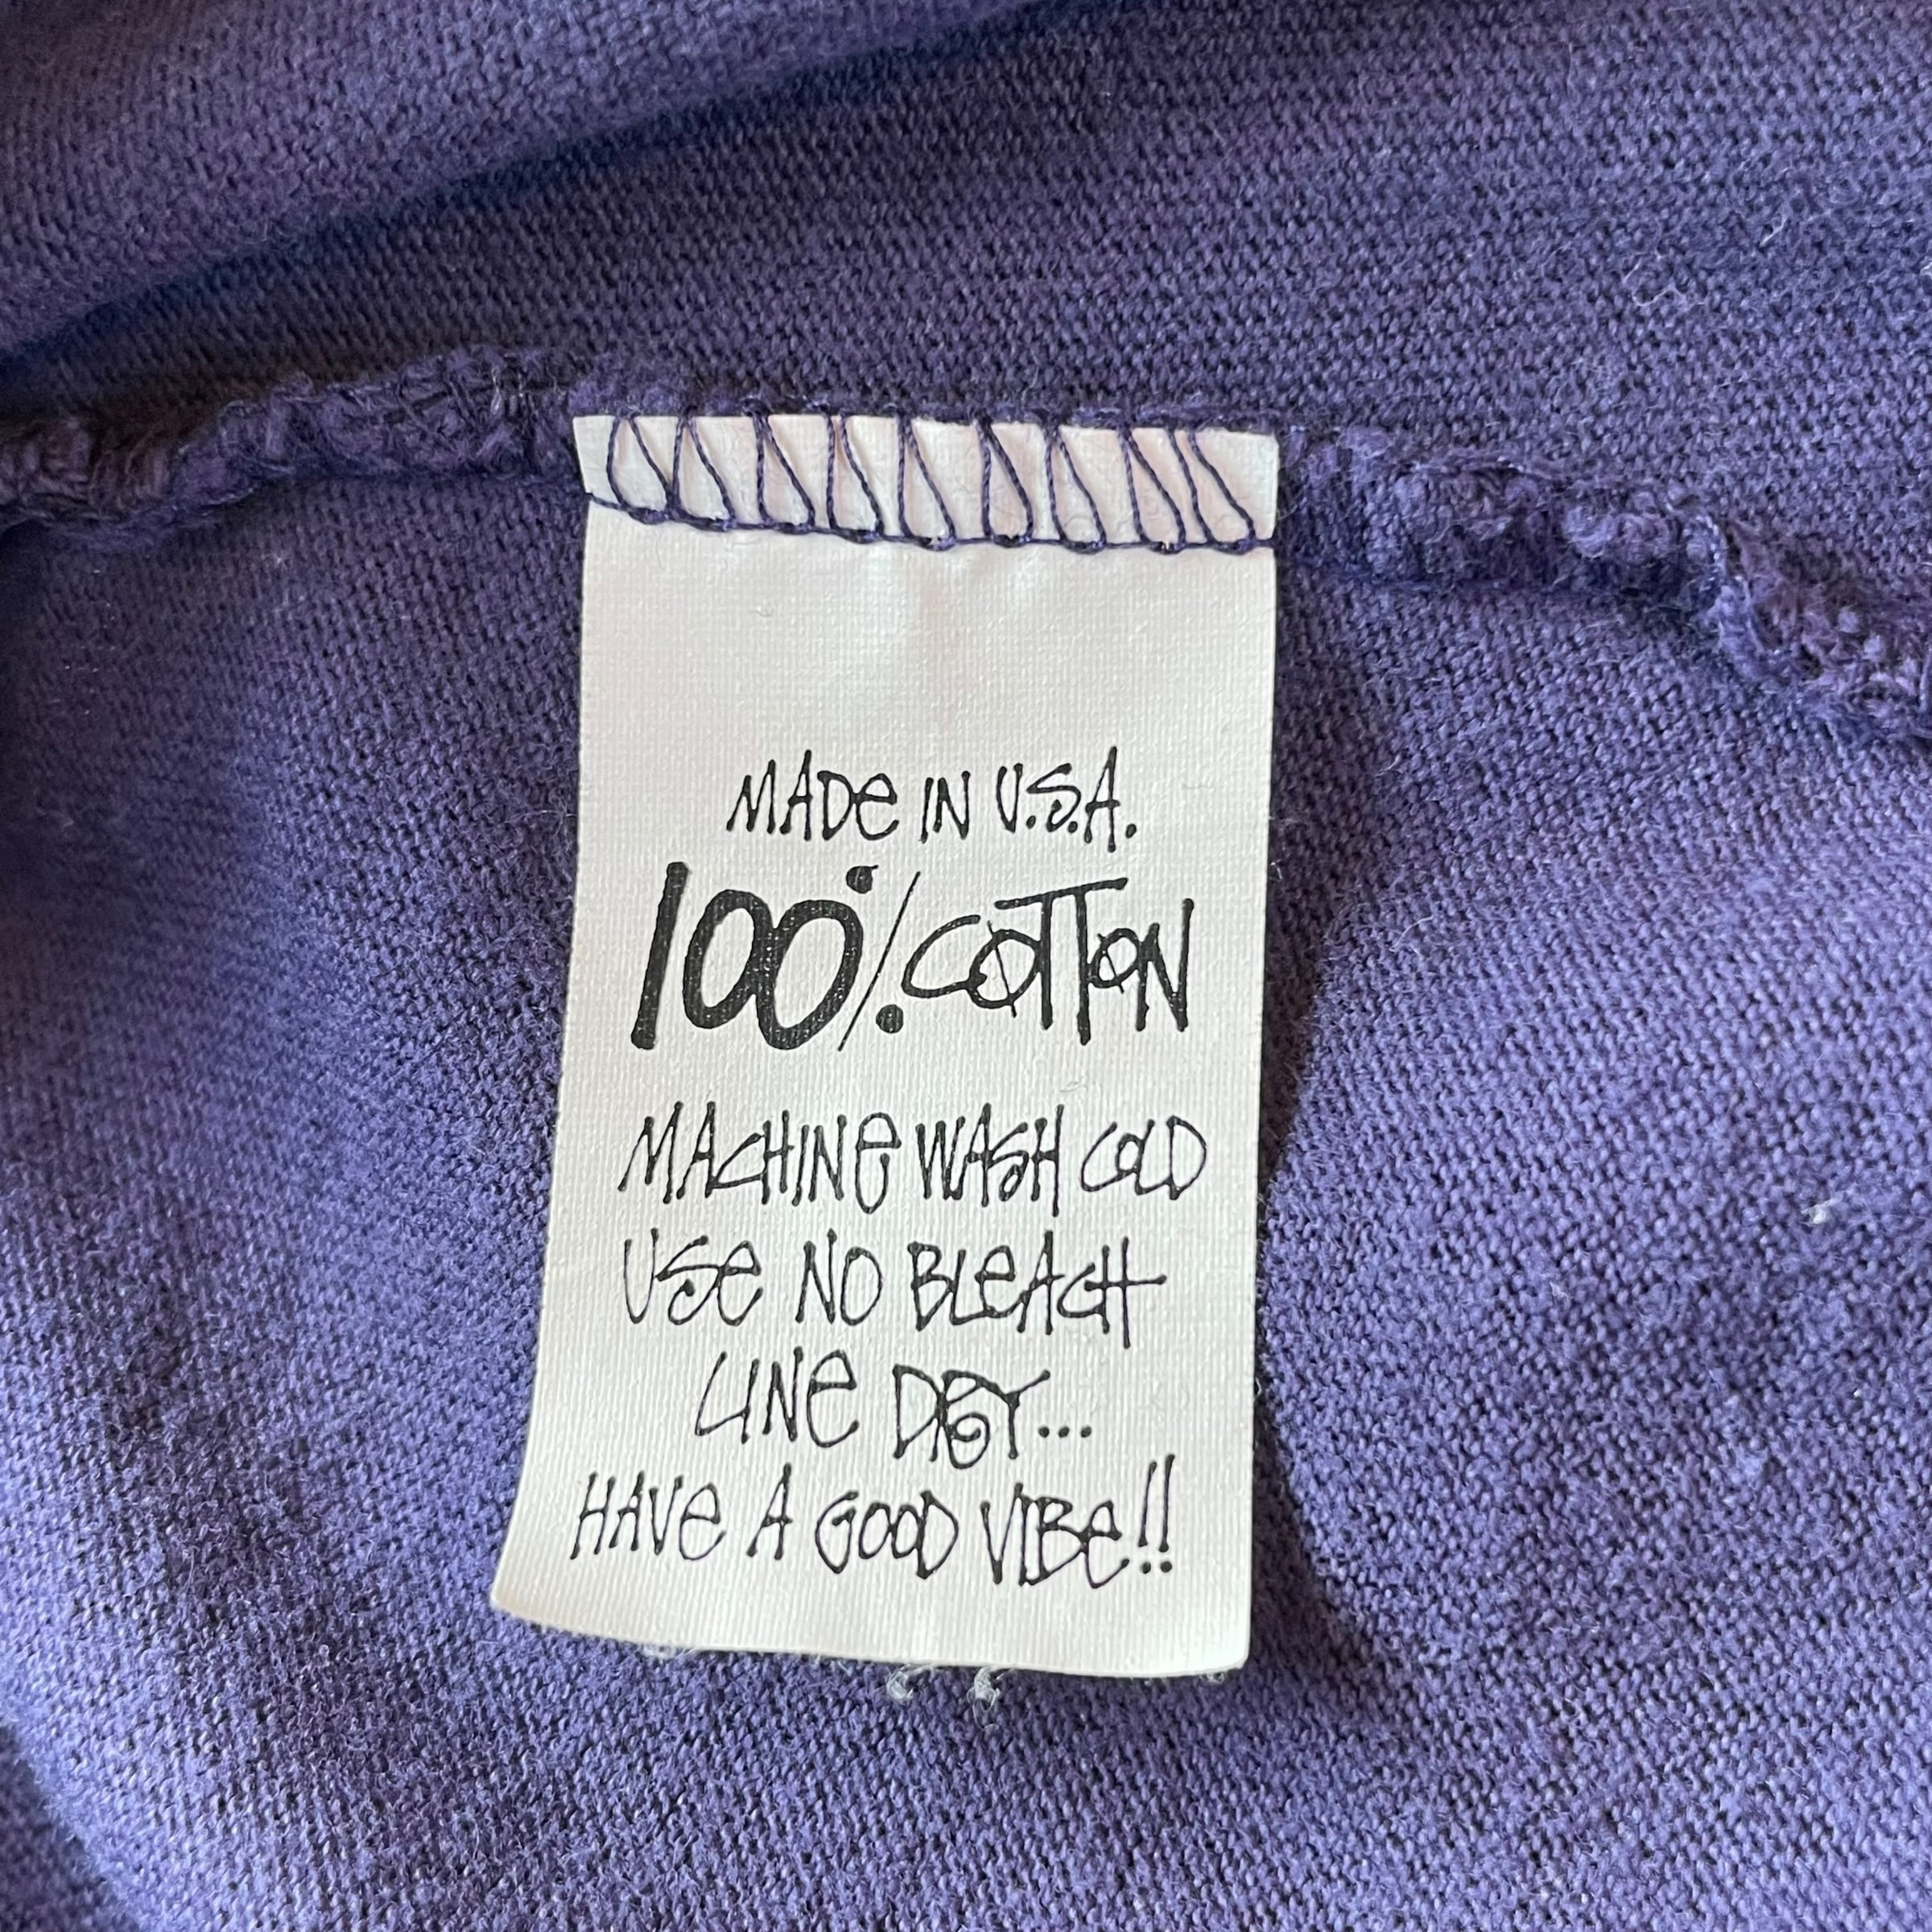 MADe IN U.S.A.
100% COTTON
MACHINe WASH COLD
USe NO BLeACH
LINe DRY...
HAVe A GOOD VIBe!!